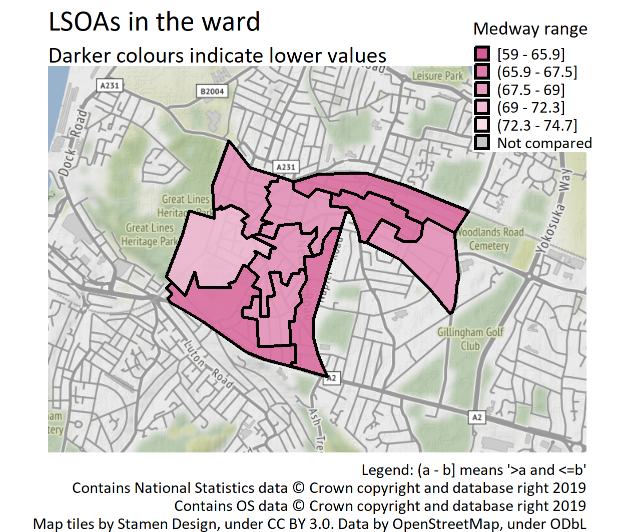 LSOAs in the ward
Darker colours indicate lower values
Medway range
[59 - 65.9]
(65.9 - 67.5]
(67.5 - 69]
(69 - 72.3]
(72.3 - 74.7]
Not compared
Leisure Park
A231
B2004
Dock Road
A231
Great Lines
Heritage
Great Lines
Heritage Park
Woodlands Road
Cemetery
Yokosuka Way
Road
Gillingham Golf
Club
Luton Road
A2
A2
Ash Tre
Legend: (a - b] means '>a and <=b'
Contains National Statistics data © Crown copyright and database right 2019
Contains OS data © Crown copyright and database right 2019
Map tiles by Stamen Design, under CC BY 3.0. Data by OpenStreetMap, under ODbL